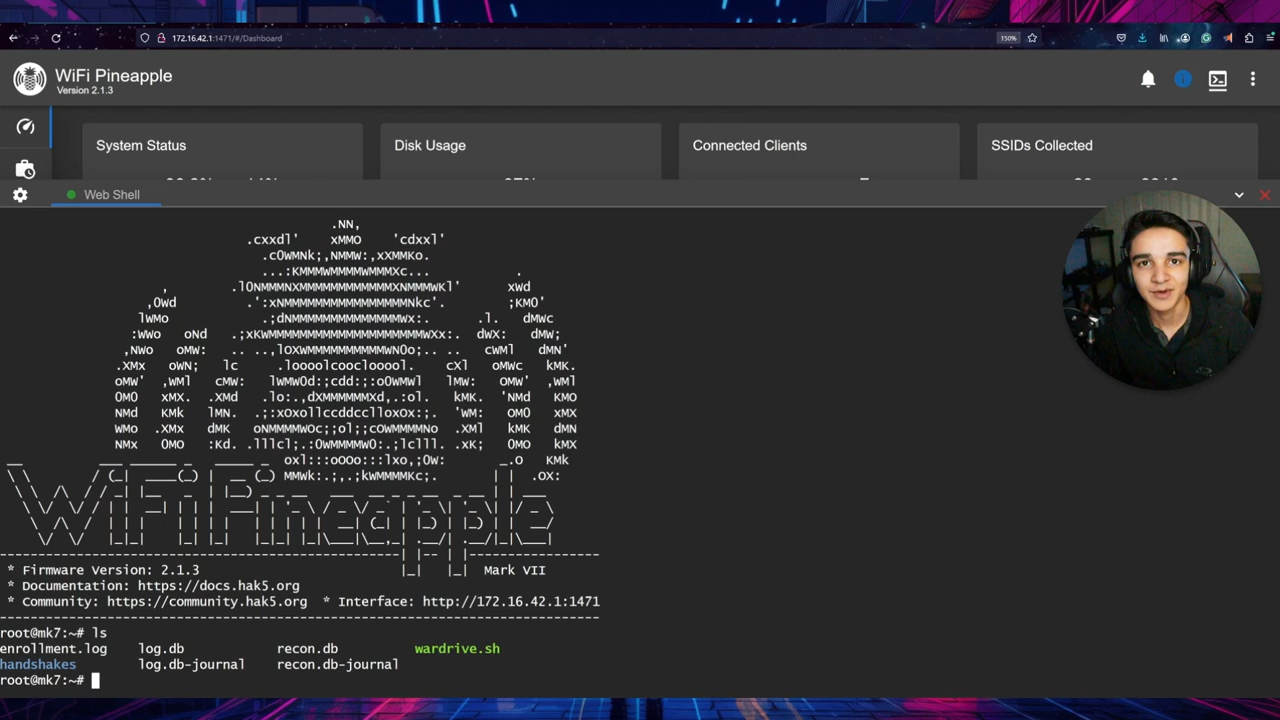 172.16.42.1:1471/#/Dashboard
150%
WiFi Pineapple
Version 2.1.3
System Status
Disk Usage
Connected Clients
SSIDs Collected
Web Shell
* Firmware Version: 2.1.3 Mark VII
* Documentation: https://docs.hak5.org
* Community: https://community.hak5.org * Interface: http://172.16.42.1:1471
root@mk7:~# ls
enrollment.log log.db recon.db wardrive.sh
handshakes log.db-journal recon.db-journal
root@mk7:~#